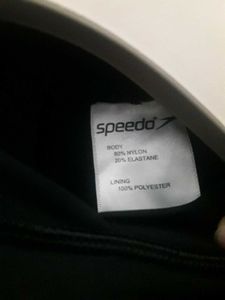 speedo
BODY
80% NYLON
20% ELASTANE
LINING
100% POLYESTER